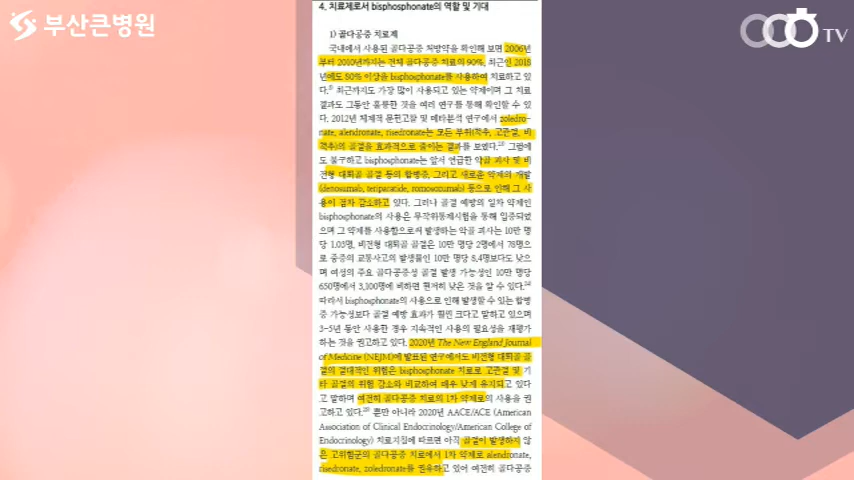 부산큰병원
TV
4. 치료제로서 bisphosphonate의 역할 및 기대
1) 골다공증 치료제
국내에서 사용된 골다공증 처방약을 확인해 보면 2006년
부터 2010년까지는 전체 골다공증 치료의 90%, 최근인 2018
년에도 80% 이상을 bisphosphonate를 사용하여 치료하고 있
다. 최근까지도 가장 많이 사용되고 있는 약제이며 그 치료
결과도 그동안 훌륭한 것을 여러 연구를 통해 확인할 수 있
다. 2012년 체계적 문헌고찰 및 메타분석 연구에서 zoledro-
nate, alendronate, risedronate는 모든 부위(척추, 고관절, 비
척추)의 골절을 효과적으로 줄이는 결과를 보였다. 그럼에
도 불구하고 bisphosphonate는 앞서 언급한 악골 괴사 및 비
전형 대퇴골 골절 등의 합병증, 그리고 새로운 약제의 개발
(denosumab, teriparatide, romosozumab) 등으로 인해 그 사
용이 점차 감소하고 있다. 그러나 골절 예방의 일차 약제인
bisphosphonate의 사용은 무작위통제시험을 통해 입증되었
으며 그 약제를 사용함으로써 발생하는 악골 괴사는 10만 명
당 1.03명, 비전형 대퇴골 골절은 10만 명당 2명에서 78명으
로 중증의 교통사고의 발생률인 10만 명당 8.4명보다도 낮으
며 여성의 주요 골다공증성 골절 발생 가능성인 10만 명당
650명에서 3,100명에 비하면 현저히 낮은 것을 알 수 있다.
따라서 bisphosphonate의 사용으로 인해 발생할 수 있는 합병
증 가능성보다 골절 예방 효과가 훨씬 크다고 말하고 있으며
3-5년 동안 사용한 경우 지속적인 사용의 필요성을 재평가
하는 것을 권고하고 있다. 2020년 The New England Journal
of Medicine (NEJM)에 발표된 연구에서도 비전형 대퇴골 골
절의 절대적인 위험은 bisphosphonate 치료로 고관절 및 기
타 골절의 위험 감소와 비교하여 매우 낮게 유지되고 있다
고 말하며 여전히 골다공증 치료의 1차 약제로의 사용을 권
고하고 있다. 뿐만 아니라 2020년 AACE/ACE (American
Association of Clinical Endocrinology/American College of
Endocrinology) 치료지침에 따르면 아직 골절이 발생하지 않
은 고위험군의 골다공증 치료에서 1차 약제로 alendronate,
risedronate, zoledronate를 권유하고 있어 여전히 골다공증